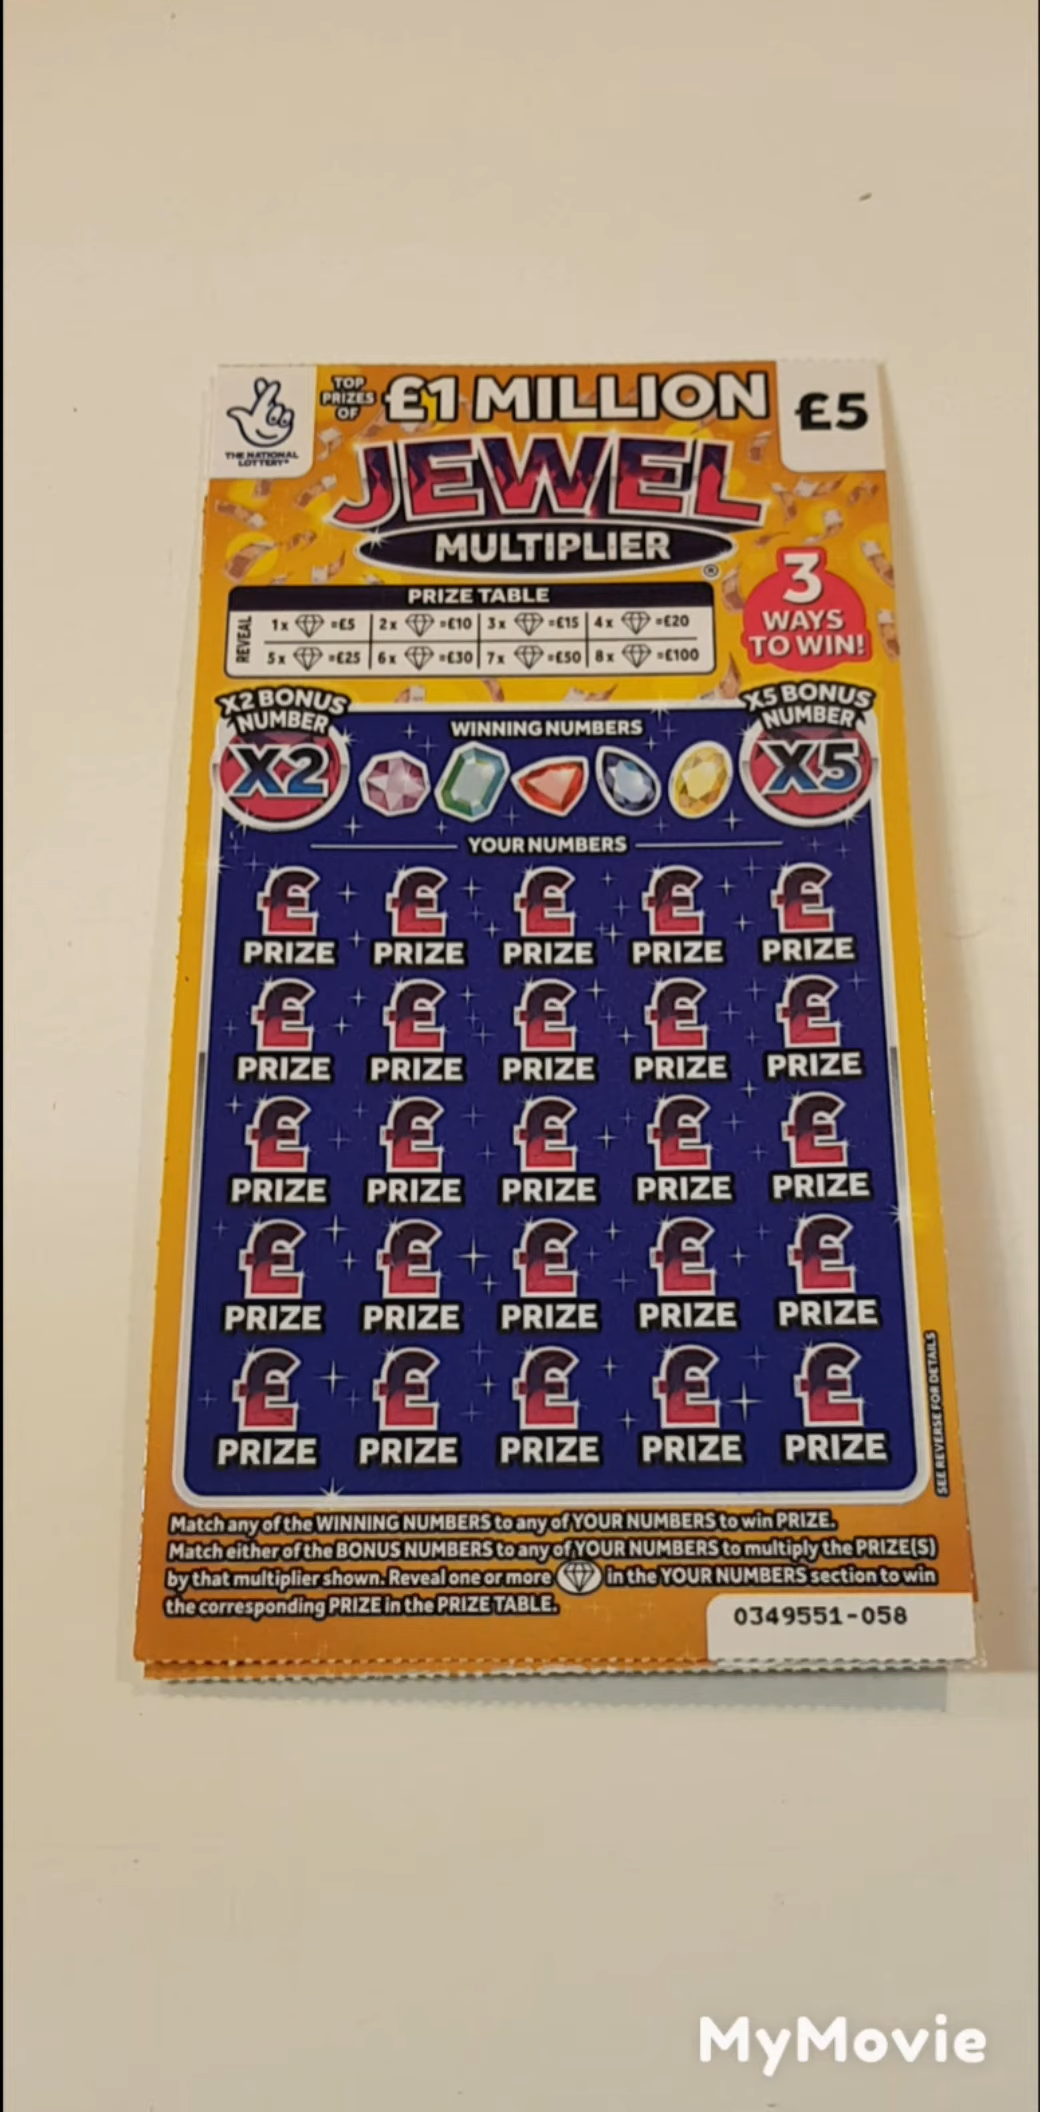 THE NATIONAL
LOTTERY®
TOP
PRIZES
OF
£1 MILLION
£5
JEWEL
MULTIPLIER
®
3
WAYS
TO WIN!
PRIZE TABLE
REVEAL
1x =£5 2x =£10 3x =£15 4x =£20
5x =£25 6x =£30 7x =£50 8x =£100
X2 BONUS
NUMBER
X2
WINNING NUMBERS
X5 BONUS
NUMBER
X5
YOUR NUMBERS
£ £ £ £ £
PRIZE PRIZE PRIZE PRIZE PRIZE
£ £ £ £ £
PRIZE PRIZE PRIZE PRIZE PRIZE
£ £ £ £ £
PRIZE PRIZE PRIZE PRIZE PRIZE
£ £ £ £ £
PRIZE PRIZE PRIZE PRIZE PRIZE
£ £ £ £ £
PRIZE PRIZE PRIZE PRIZE PRIZE
SEE REVERSE FOR DETAILS
Match any of the WINNING NUMBERS to any of YOUR NUMBERS to win PRIZE.
Match either of the BONUS NUMBERS to any of YOUR NUMBERS to multiply the PRIZE(S)
by that multiplier shown. Reveal one or more in the YOUR NUMBERS section to win
the corresponding PRIZE in the PRIZE TABLE.
0349551-058
MyMovie